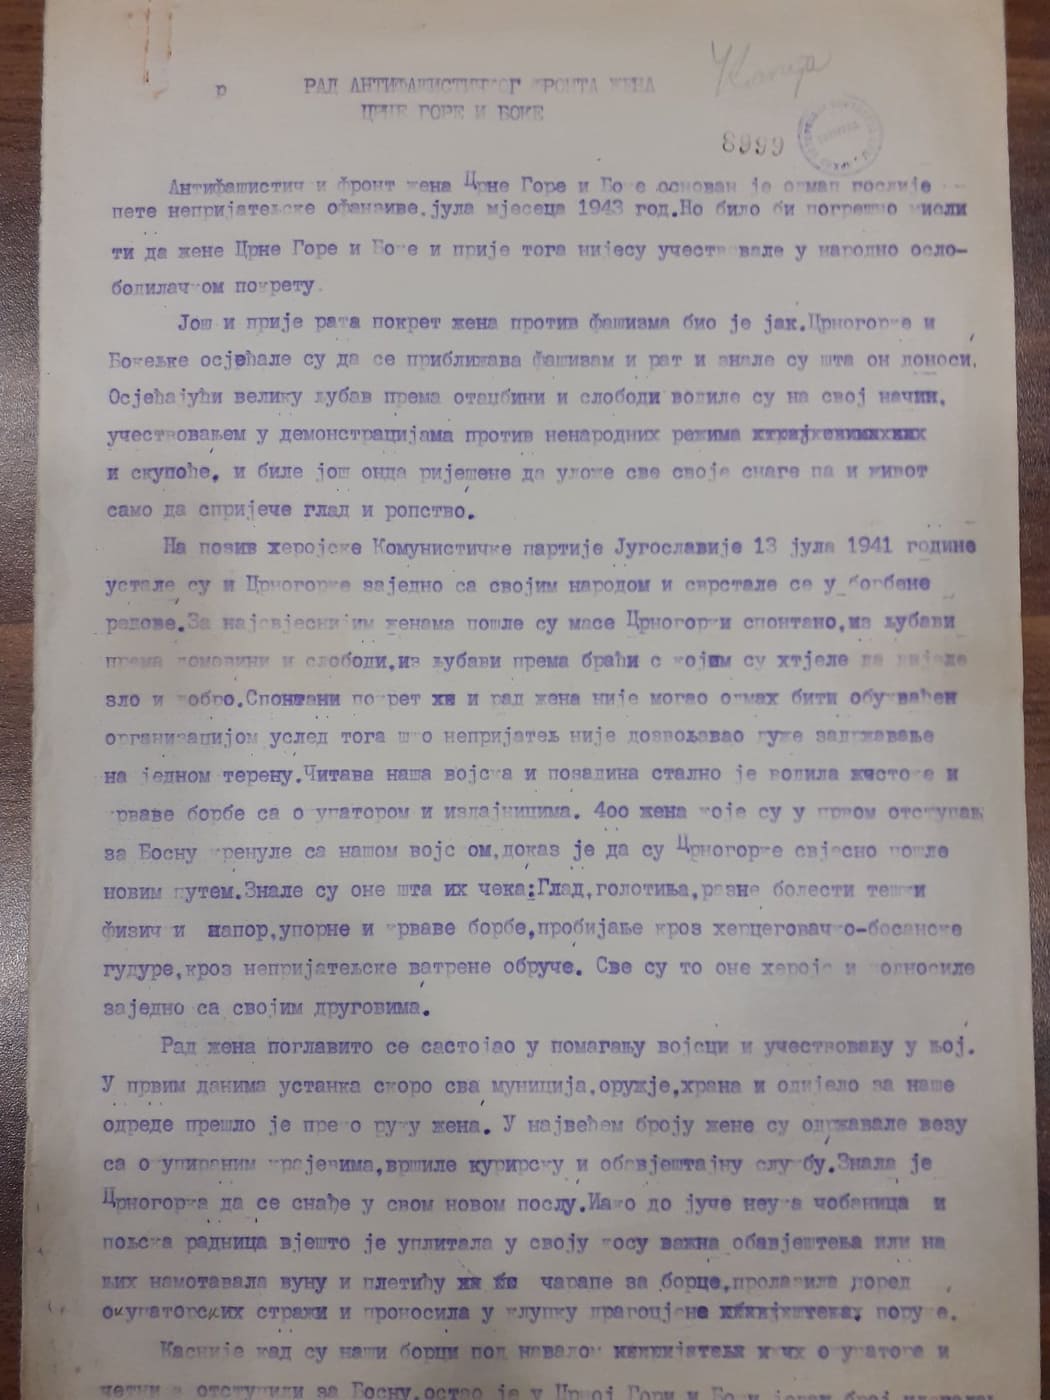 р РАД АНТИФАШИСТИЧКОГ ФРОНТА ЖЕНА
ЦРНЕ ГОРЕ И БОКЕ
8999
Антифашистич и фронт жена Црне Горе и Боке основан је отмап послије
пете непријатељске офанзиве.јула мјесеца 1943 год.Но било би погрешно мисли
ти да жене Црне Горе и Боке и прије тога нијесу учествовале у народно осло-
бодилачком покрету.
Још и прије рата покрет жена против фашизма био је јак.Црногорке и
Бокељке осјећале су да се приближава фашизам и рат и знале су шта он доноси.
Осјећајући велику љубав према отаџбини и слободи водиле су на свој начин,
учествовањем у демонстрацијама против ненародних режима
и скупоће, и биле још онда ријешене да уложе све своје снаге па и живот
само да спријече глад и ропство.
На позив херојске Комунистичке партије Југославије 13 јула 1941 године
устале су и Црногорке заједно са својим народом и сврстале се у борбене
редове.За најсвјеснијим женама пошле су масе Црногорки спонтано,из љубави
према домовини и слободи,из љубави према браћи с којим су хтјеле да дијеле
зло и добро.Спонтани покрет хи и рад жена није могао отмах бити обухваћен
организацијом услед тога што непријатељ није дозвољавао дуже задржавање
на једном терену.Читава наша војска и позадина стално је водила жестоке и
крваве борбе са окупатором и издајницима. 4оо жена које су у првом отступањ
за Босну кренуле са нашом војском,доказ је да су Црногорке свјесно пошле
новим путем.Знале су оне шта их чека:Глад,голотиња,разне болести тешки
физич и напор,упорне и крваве борбе,пробијање кроз херцеговачко-босанске
гудуре,кроз непријатељске ватрене обруче. Све су то оне херојски подносиле
заједно са својим друговима.
Рад жена поглавито се састојао у помагању војсци и учествовању у њој.
У првим данима устанка скоро сва муниција,оружје,храна и одијело за наше
одреде прешло је преко руку жена. У највећем броју жене су одржавале везу
са окупираним крајевима,вршиле курирску и обавјештајну службу.Знала је
Црногорка да се снађе у свом новом послу.Иако до јуче неука чобаница и
пољска радница вјешто је уплитала у своју косу важна обавјештења или на
њих намотавала вуну и плетићу чарапе за борце,пролазила поред
окупаторских стражи и проносила у клупку драгоцјене поруке.
Касније кад су наши борци под навалом окупатора и
четника отступили за Босну,остао је у Црној Гори и Боки